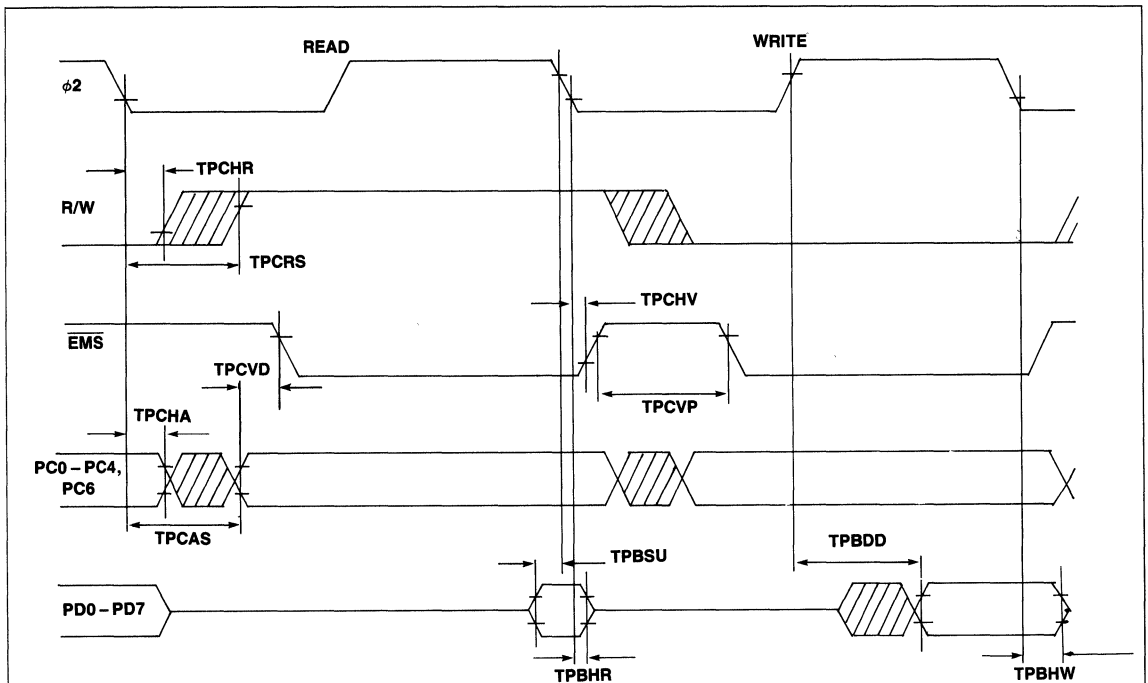 READ
WRITE
ϕ2
TPCHR
R/W
TPCRS
TPCHV
EMS
TPCVD
TPCVP
TPCHA
PC0 – PC4,
PC6
TPCAS
TPBSU
TPBDD
PD0 – PD7
TPBHR
TPBHW